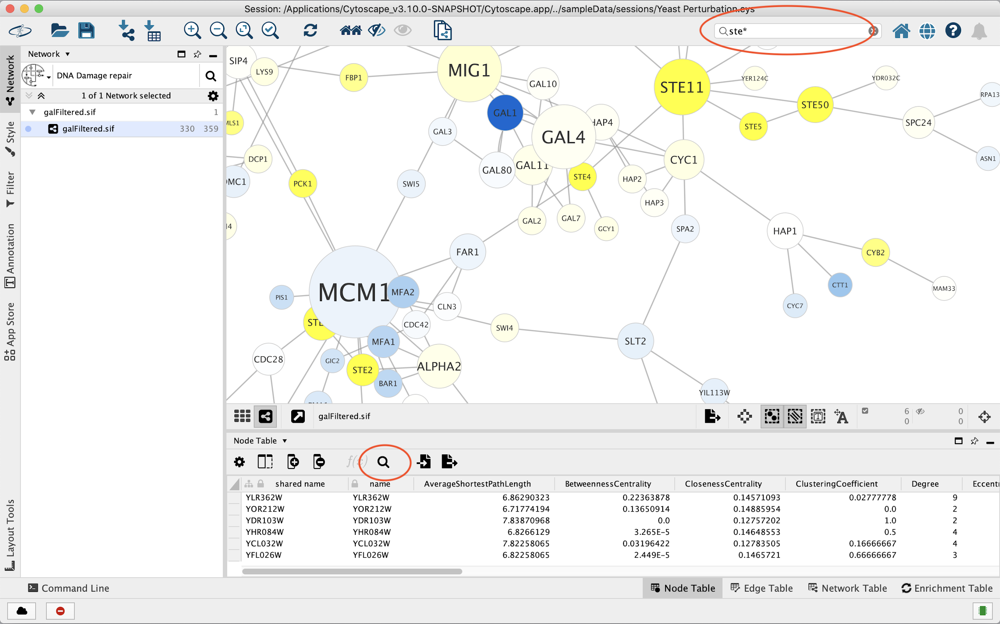 Session: /Applications/Cytoscape_v3.10.0-SNAPSHOT/Cytoscape.app/../sampleData/sessions/Yeast Perturbation.cys
ste*
Network
Style
Filter
Annotation
App Store
Layout Tools
Network ▼
DNA Damage repair
1 of 1 Network selected
galFiltered.sif 1
galFiltered.sif 330 359
SIP4
LYS9
FBP1
MIG1
GAL10
STE11
YER124C
YDR032C
RPA13
STE50
GAL1
HAP4
STE5
SPC24
MLS1
GAL3
GAL4
ASN1
DCP1
CYC1
GAL80
GAL11
STE4
HAP2
PCK1
SWI5
HAP3
GAL2
GAL7
GCY1
SPA2
HAP1
FAR1
CYB2
CTT1
MAM33
MCM1
MFA2
PIS1
CLN3
CYC7
CDC42
SWI4
SLT2
MFA1
CDC28
GIC2
STE2
ALPHA2
BAR1
YIL113W
galFiltered.sif
6 0
0 0
Node Table ▼
f(x)
shared name name AverageShortestPathLength BetweennessCentrality ClosenessCentrality ClusteringCoefficient Degree Eccentr
YLR362W YLR362W 6.86290323 0.22363878 0.14571093 0.02777778 9
YOR212W YOR212W 6.71774194 0.13650914 0.14885954 0.0 2
YDR103W YDR103W 7.83870968 0.0 0.12757202 1.0 2
YHR084W YHR084W 6.8266129 3.265E-5 0.14648553 0.5 4
YCL032W YCL032W 7.82258065 0.03196422 0.12783505 0.16666667 4
YFL026W YFL026W 6.82258065 2.449E-5 0.1465721 0.66666667 3
Command Line
Node Table
Edge Table
Network Table
Enrichment Table